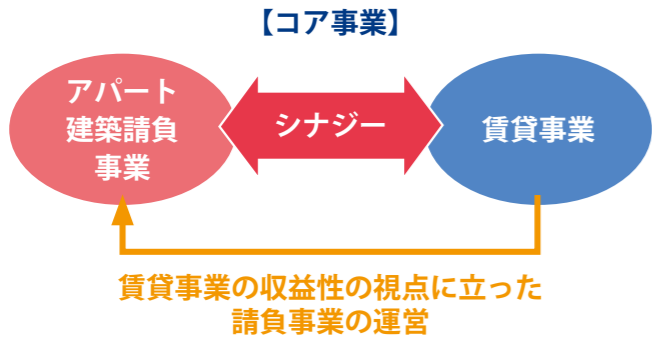 【コア事業】
アパート
建築請負
事業
シナジー
賃貸事業
賃貸事業の収益性の視点に立った
請負事業の運営